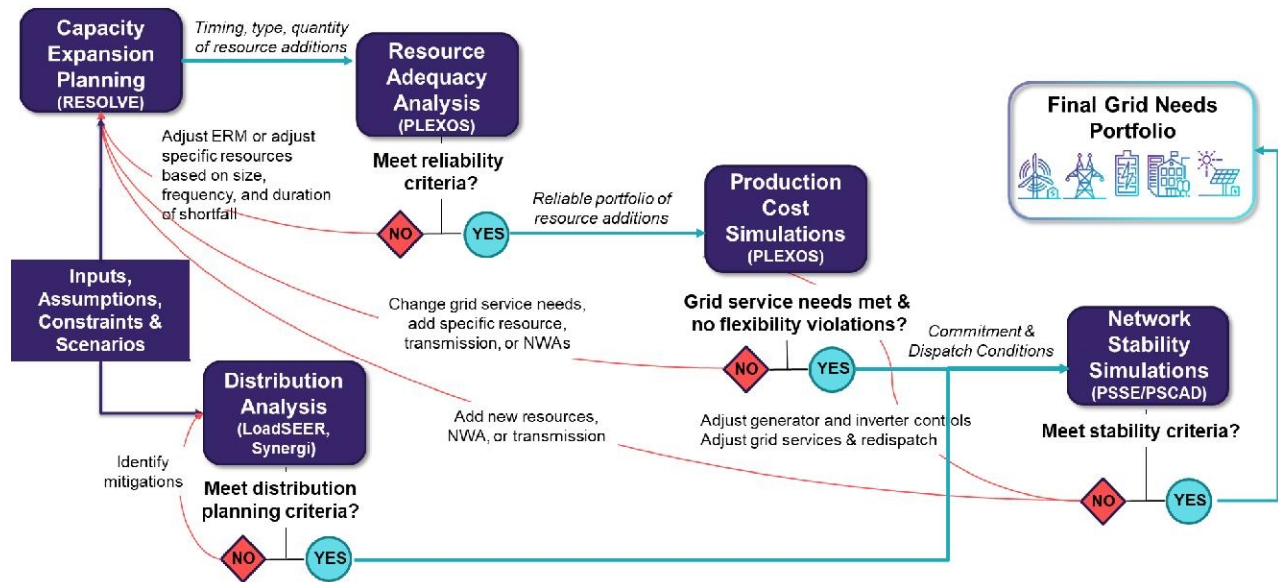 Capacity
Expansion
Planning
(RESOLVE)
Timing, type, quantity
of resource additions
Resource
Adequacy
Analysis
(PLEXOS)
Meet reliability
criteria?
NO
YES
Adjust ERM or adjust
specific resources
based on size,
frequency, and duration
of shortfall
Reliable portfolio of
resource additions
Production
Cost
Simulations
(PLEXOS)
Grid service needs met &
no flexibility violations?
NO
YES
Change grid service needs,
add specific resource,
transmission, or NWAs
Commitment &
Dispatch Conditions
Network
Stability
Simulations
(PSSE/PSCAD)
Meet stability criteria?
NO
YES
Adjust generator and inverter controls
Adjust grid services & redispatch
Add new resources,
NWA, or transmission
Final Grid Needs
Portfolio
Inputs,
Assumptions,
Constraints &
Scenarios
Distribution
Analysis
(LoadSEER,
Synergi)
Identify
mitigations
Meet distribution
planning criteria?
NO
YES